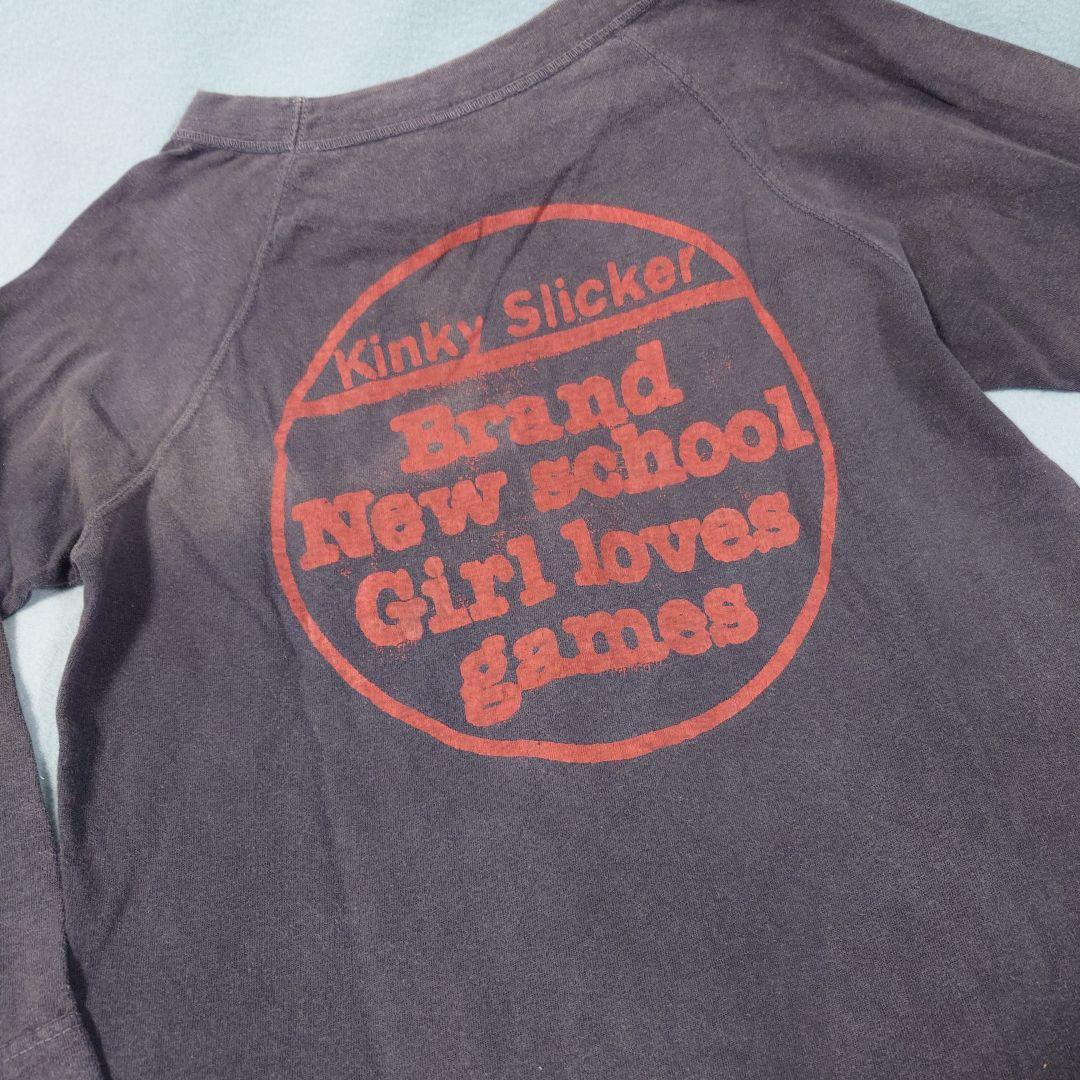 Kinky Slicker
Brand
New school
Girl loves
games